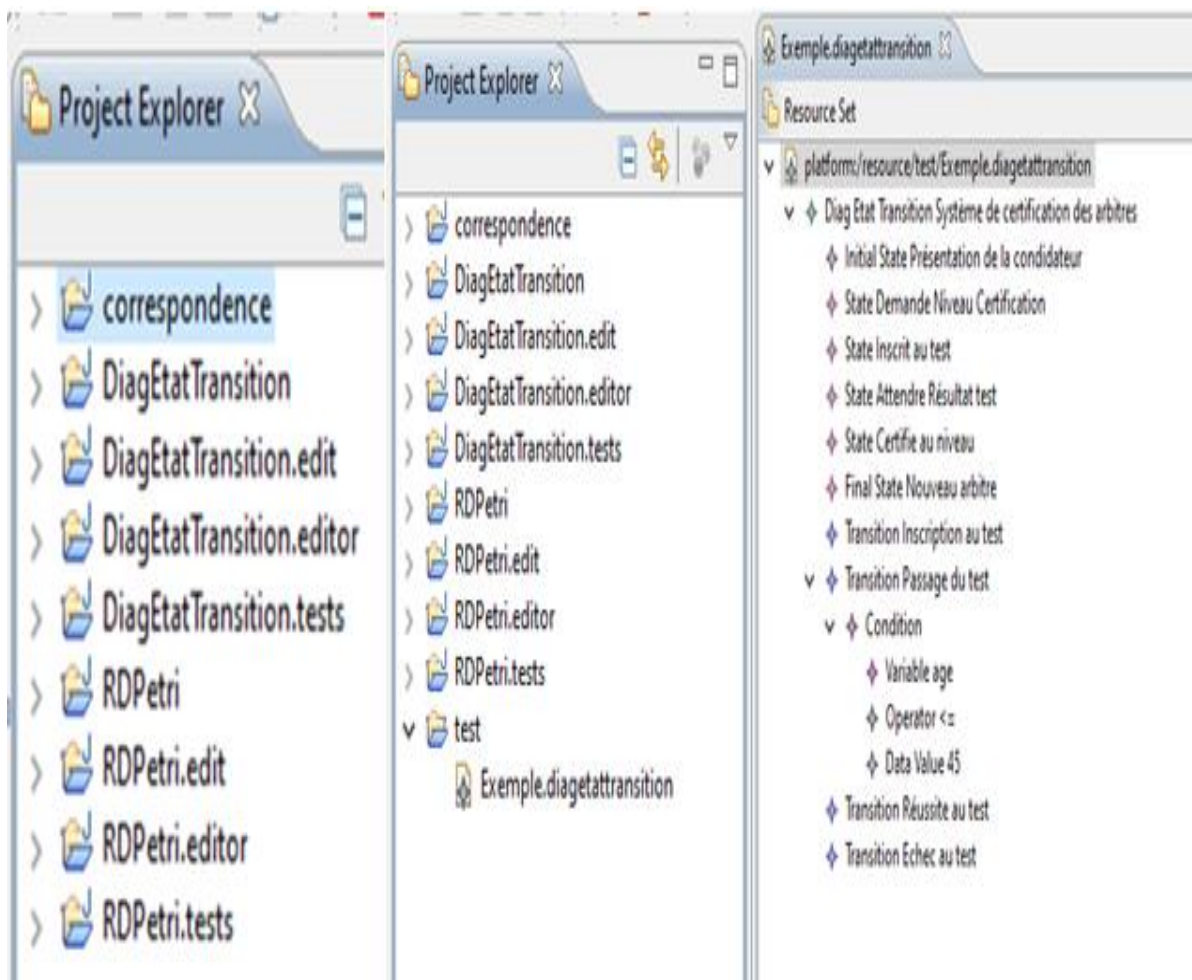 Project Explorer
correspondence
DiagEtatTransition
DiagEtatTransition.edit
DiagEtatTransition.editor
DiagEtatTransition.tests
RDPetri
RDPetri.edit
RDPetri.editor
RDPetri.tests
Project Explorer
correspondence
DiagEtatTransition
DiagEtatTransition.edit
DiagEtatTransition.editor
DiagEtatTransition.tests
RDPetri
RDPetri.edit
RDPetri.editor
RDPetri.tests
test
Exemple.diagetattransition
Exemple.diagetattransition
Resource Set
platform:/resource/test/Exemple.diagetattransition
Diag Etat Transition Système de certification des arbitres
Initial State Présentation de la condidateur
State Demande Niveau Certification
State Inscrit au test
State Attendre Résultat test
State Certifie au niveau
Final State Nouveau arbitre
Transition Inscription au test
Transition Passage du test
Condition
Variable age
Operator <=
Data Value 45
Transition Réussite au test
Transition Echec au test